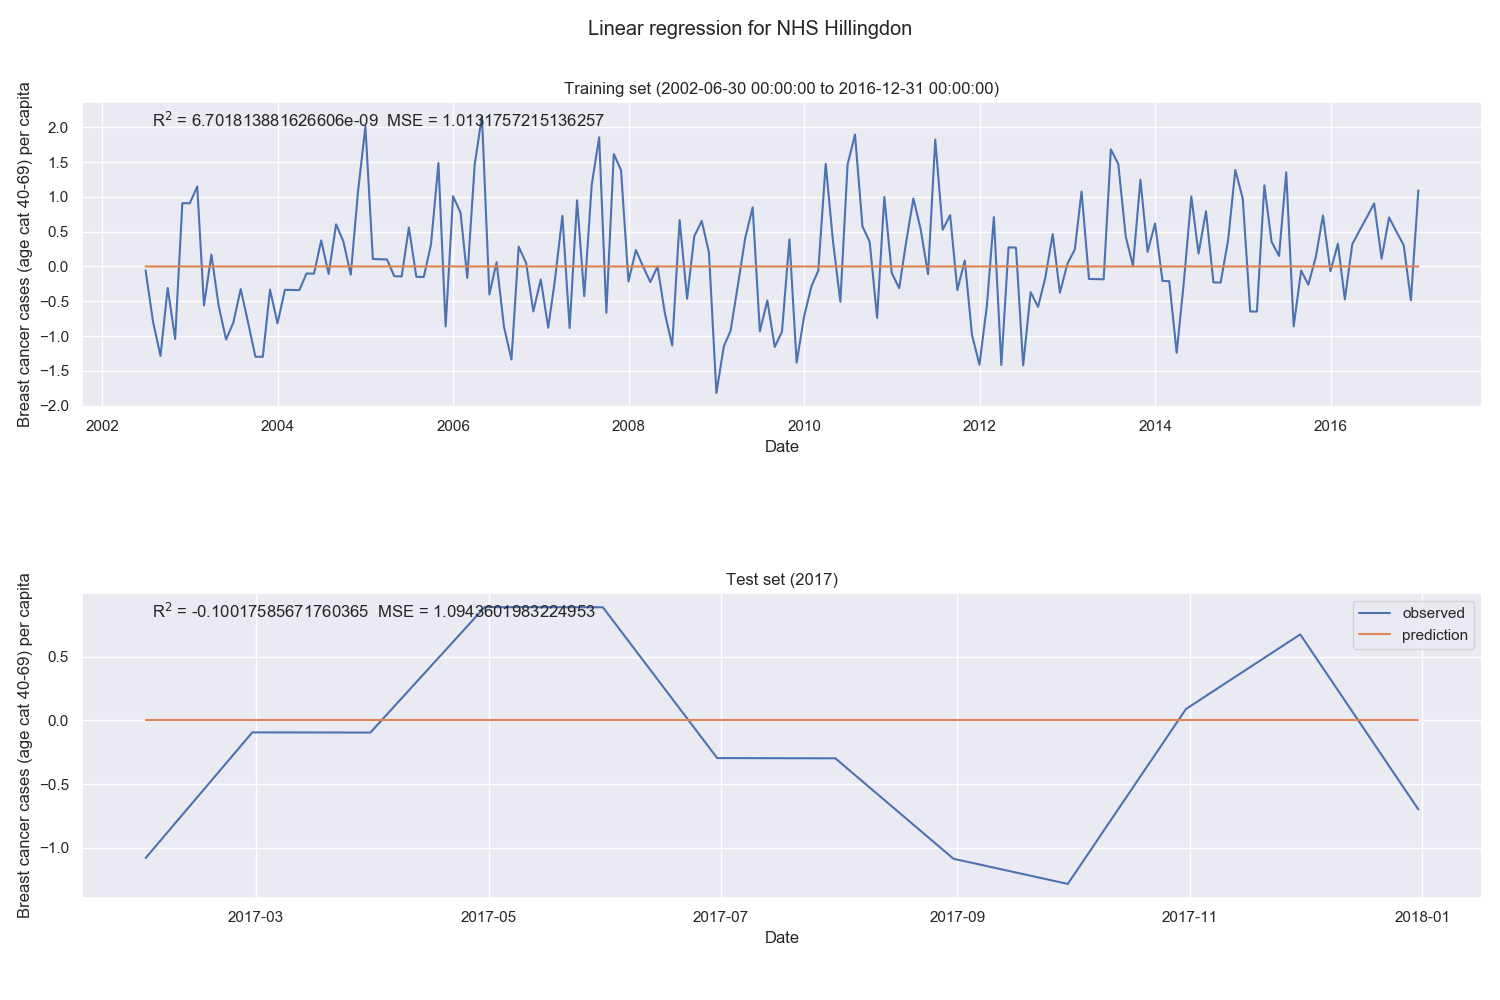 Linear regression for NHS Hillingdon
Training set (2002-06-30 00:00:00 to 2016-12-31 00:00:00)
R² = 6.701813881626606e-09 MSE = 1.0131757215136257
Breast cancer cases (age cat 40-69) per capita
2.0
1.5
1.0
0.5
0.0
−0.5
−1.0
−1.5
−2.0
2002 2004 2006 2008 2010 2012 2014 2016
Date
Test set (2017)
R² = -0.10017585671760365 MSE = 1.0943601983224953
observed
prediction
Breast cancer cases (age cat 40-69) per capita
0.5
0.0
−0.5
−1.0
2017-03 2017-05 2017-07 2017-09 2017-11 2018-01
Date